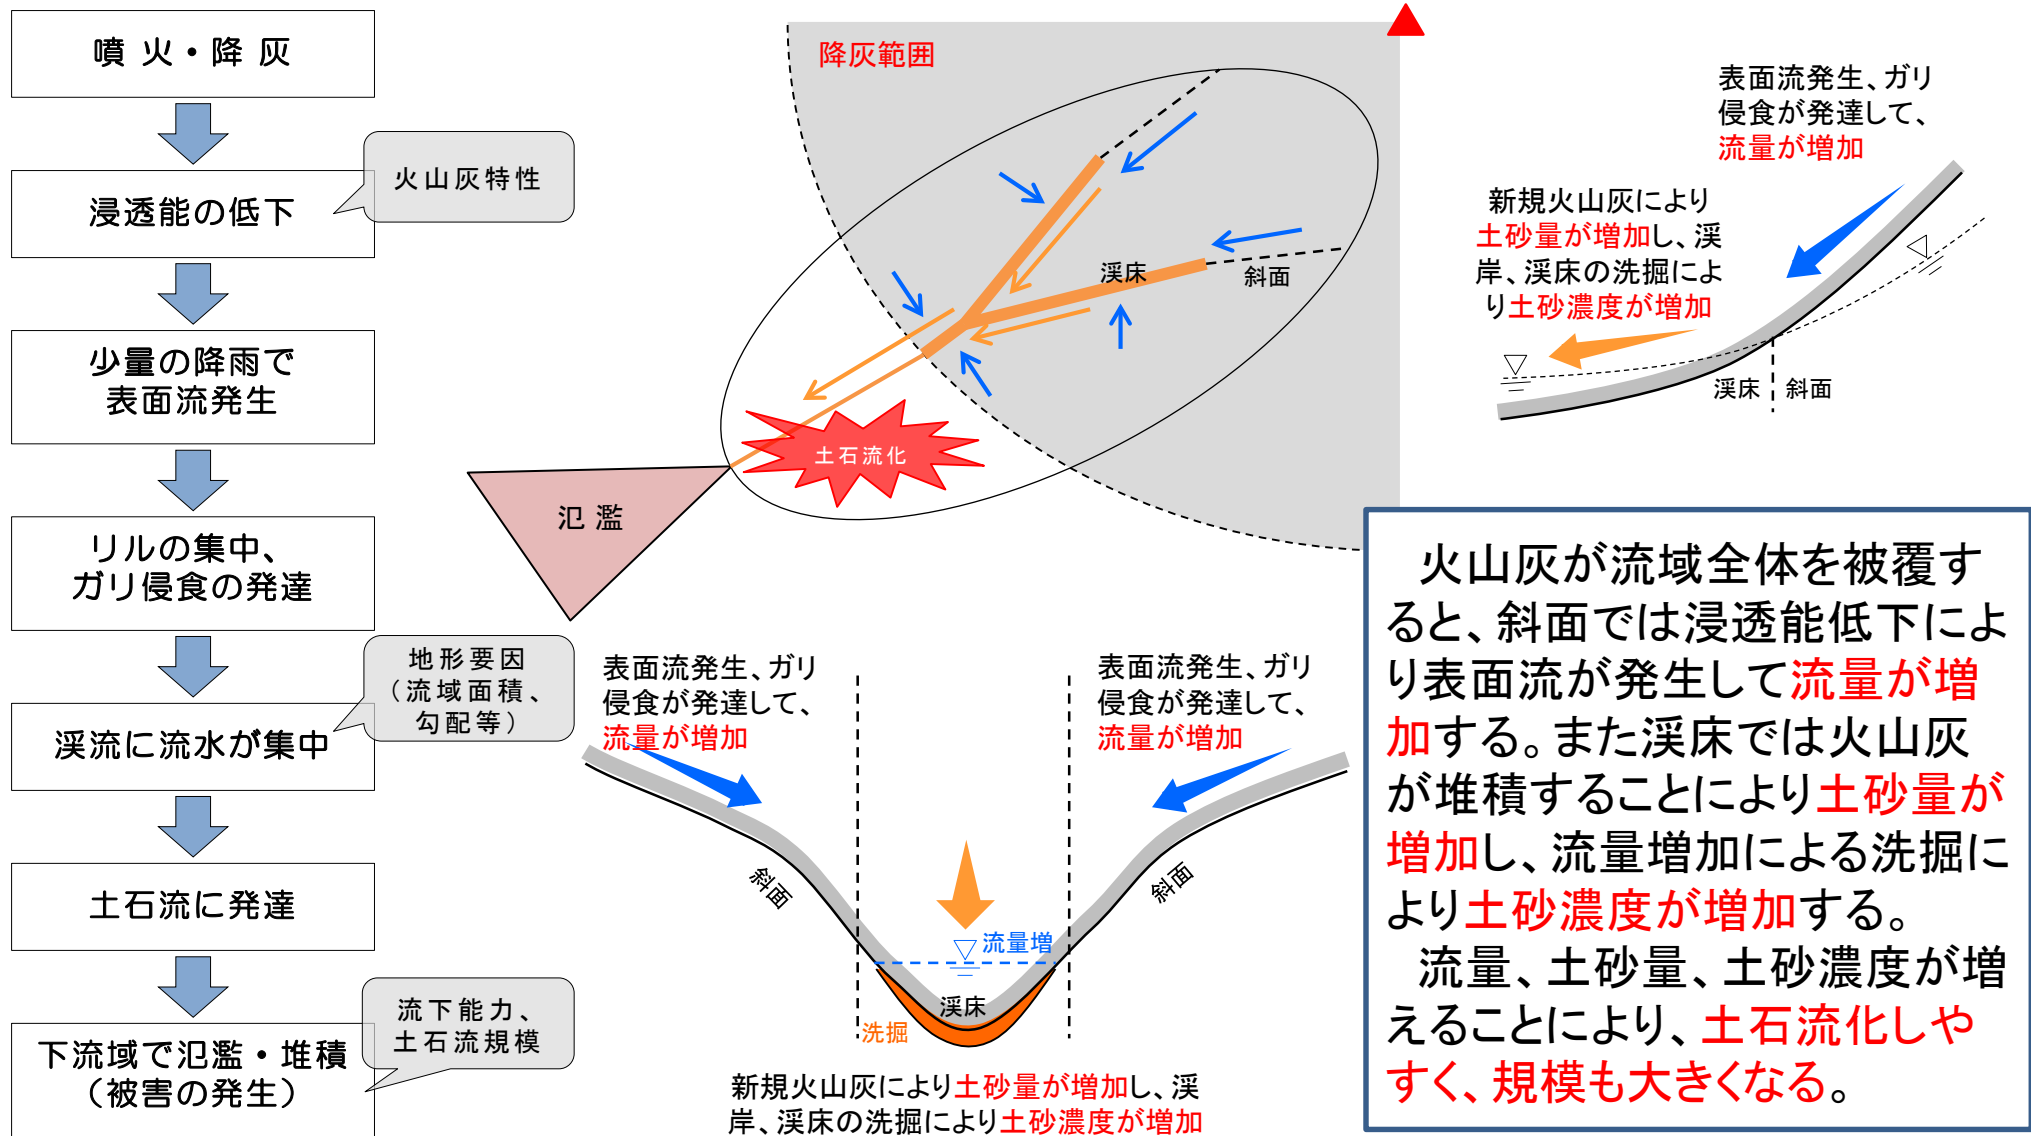 噴 火・降 灰
浸透能の低下
火山灰特性
少量の降雨で
表面流発生
リルの集中、
ガリ侵食の発達
渓流に流水が集中
地形要因
（流域面積、
勾配等）
土石流に発達
下流域で氾濫・堆積
（被害の発生）
流下能力、
土石流規模
降灰範囲
渓床
斜面
土石流化
氾 濫
表面流発生、ガリ
侵食が発達して、
流量が増加
新規火山灰により
土砂量が増加し、渓
岸、渓床の洗掘によ
り土砂濃度が増加
渓床
斜面
表面流発生、ガリ
侵食が発達して、
流量が増加
表面流発生、ガリ
侵食が発達して、
流量が増加
斜面
斜面
流量増
渓床
洗掘
新規火山灰により土砂量が増加し、渓
岸、渓床の洗掘により土砂濃度が増加
火山灰が流域全体を被覆す
ると、斜面では浸透能低下によ
り表面流が発生して流量が増
加する。また渓床では火山灰
が堆積することにより土砂量が
増加し、流量増加による洗掘に
より土砂濃度が増加する。
流量、土砂量、土砂濃度が増
えることにより、土石流化しや
すく、規模も大きくなる。